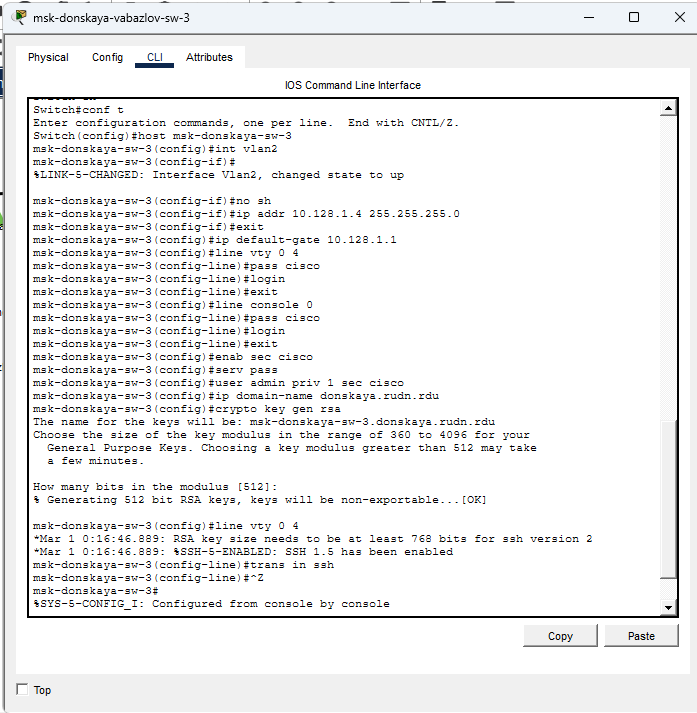 msk-donskaya-vabazlov-sw-3
Physical Config CLI Attributes
IOS Command Line Interface
Switch#conf t
Enter configuration commands, one per line.  End with CNTL/Z.
Switch(config)#host msk-donskaya-sw-3
msk-donskaya-sw-3(config)#int vlan2
msk-donskaya-sw-3(config-if)#
%LINK-5-CHANGED: Interface Vlan2, changed state to up
msk-donskaya-sw-3(config-if)#no sh
msk-donskaya-sw-3(config-if)#ip addr 10.128.1.4 255.255.255.0
msk-donskaya-sw-3(config-if)#exit
msk-donskaya-sw-3(config)#ip default-gate 10.128.1.1
msk-donskaya-sw-3(config)#line vty 0 4
msk-donskaya-sw-3(config-line)#pass cisco
msk-donskaya-sw-3(config-line)#login
msk-donskaya-sw-3(config-line)#exit
msk-donskaya-sw-3(config)#line console 0
msk-donskaya-sw-3(config-line)#pass cisco
msk-donskaya-sw-3(config-line)#login
msk-donskaya-sw-3(config-line)#exit
msk-donskaya-sw-3(config)#enab sec cisco
msk-donskaya-sw-3(config)#serv pass
msk-donskaya-sw-3(config)#user admin priv 1 sec cisco
msk-donskaya-sw-3(config)#ip domain-name donskaya.rudn.rdu
msk-donskaya-sw-3(config)#crypto key gen rsa
The name for the keys will be: msk-donskaya-sw-3.donskaya.rudn.rdu
Choose the size of the key modulus in the range of 360 to 4096 for your
  General Purpose Keys. Choosing a key modulus greater than 512 may take
  a few minutes.
How many bits in the modulus [512]:
% Generating 512 bit RSA keys, keys will be non-exportable...[OK]
msk-donskaya-sw-3(config)#line vty 0 4
*Mar 1 0:16:46.889: RSA key size needs to be at least 768 bits for ssh version 2
*Mar 1 0:16:46.889: %SSH-5-ENABLED: SSH 1.5 has been enabled
msk-donskaya-sw-3(config-line)#trans in ssh
msk-donskaya-sw-3(config-line)#^Z
msk-donskaya-sw-3#
%SYS-5-CONFIG_I: Configured from console by console
Copy Paste
Top